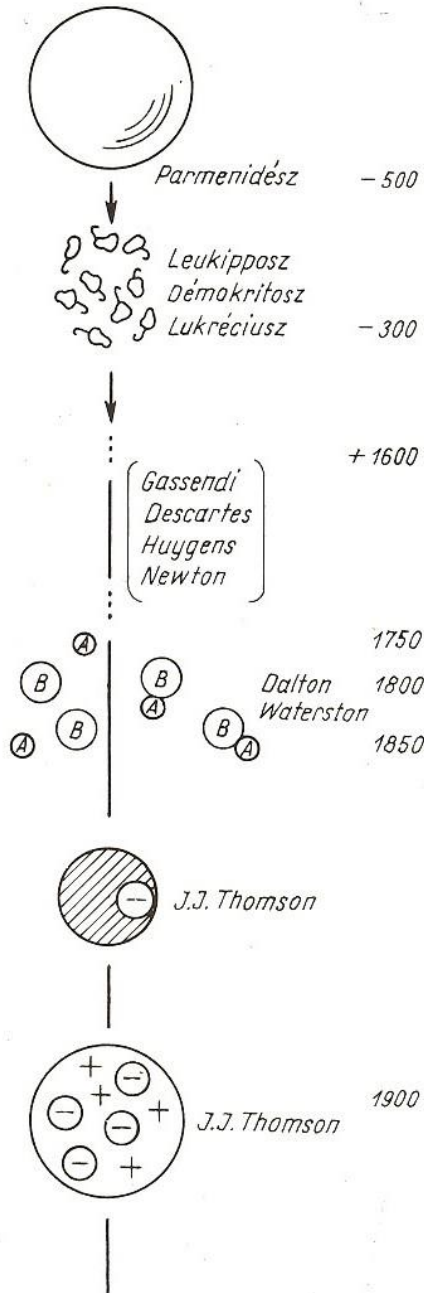 Parmenidész -500
Leukipposz
Démokritosz
Lukréciusz -300
+1600
Gassendi
Descartes
Huygens
Newton
1750
A
B B Dalton 1800
A Waterston
B B
A A 1850
- J.J. Thomson
+ -
+ 1900
- - + J.J. Thomson
- +